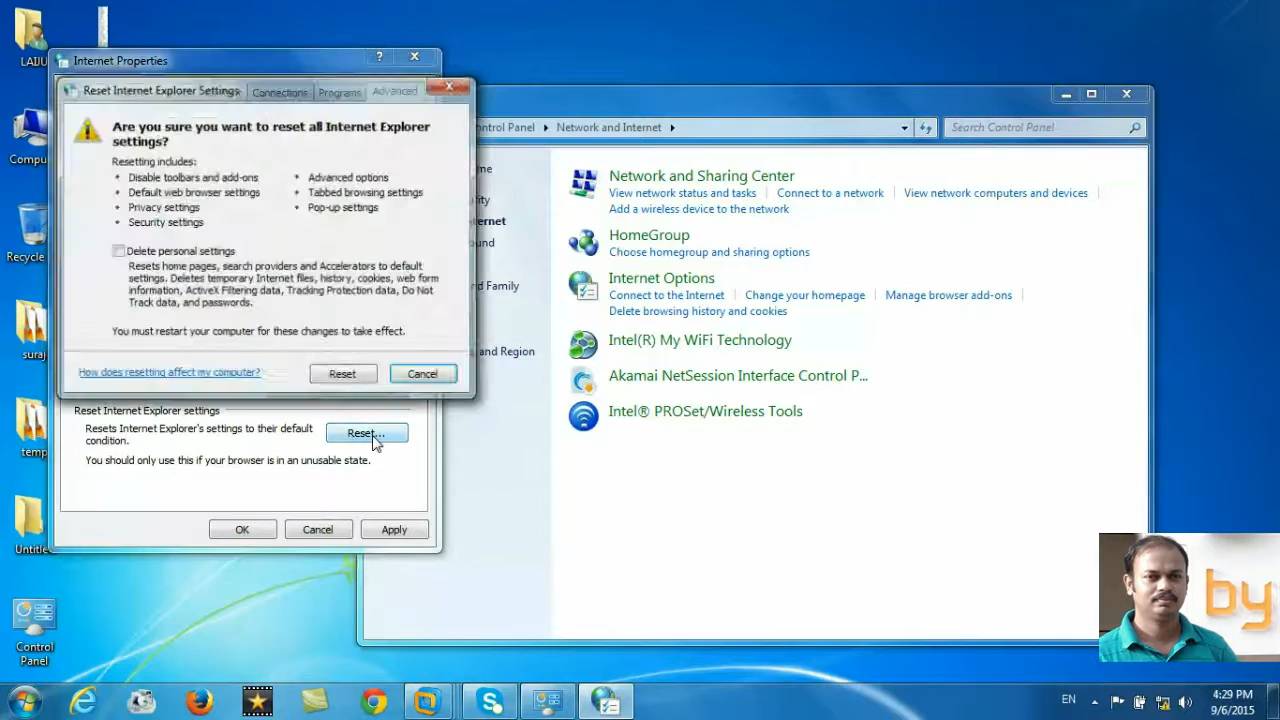 LAIJU
Compu
Recycle
suraj
temp
Untitle
Control
Panel
Internet Properties
?
Reset Internet Explorer Settings
Connections
Programs
Advanced
Are you sure you want to reset all Internet Explorer
settings?
Resetting includes:
Disable toolbars and add-ons
Default web browser settings
Privacy settings
Security settings
Advanced options
Tabbed browsing settings
Pop-up settings
Delete personal settings
Resets home pages, search providers and Accelerators to default
settings. Deletes temporary Internet files, history, cookies, web form
information, ActiveX Filtering data, Tracking Protection data, Do Not
Track data, and passwords.
You must restart your computer for these changes to take effect.
How does resetting affect my computer?
Reset
Cancel
Reset Internet Explorer settings
Resets Internet Explorer's settings to their default
condition.
Reset...
You should only use this if your browser is in an unusable state.
OK
Cancel
Apply
ontrol Panel
Network and Internet
Search Control Panel
me
ity
ernet
ound
nd Family
and Region
Network and Sharing Center
View network status and tasks
Connect to a network
View network computers and devices
Add a wireless device to the network
HomeGroup
Choose homegroup and sharing options
Internet Options
Connect to the Internet
Change your homepage
Manage browser add-ons
Delete browsing history and cookies
Intel(R) My WiFi Technology
Akamai NetSession Interface Control P...
Intel® PROSet/Wireless Tools
by
EN
4:29 PM
9/6/2015